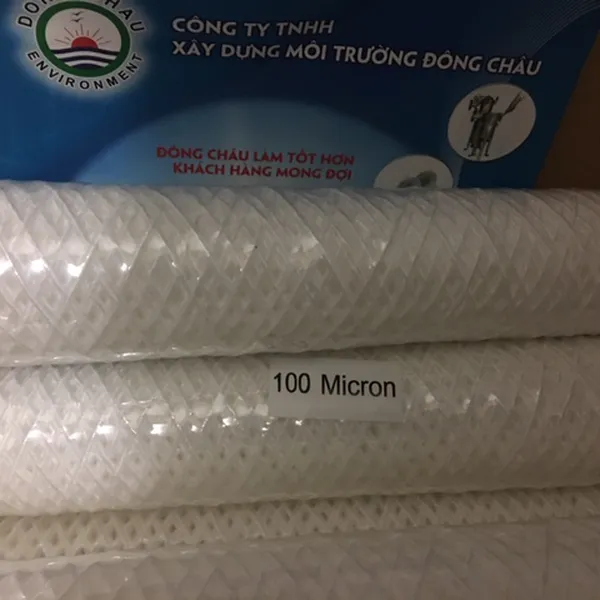 CÔNG TY TNHH
XÂY DỰNG MÔI TRƯỜNG ĐÔNG CHÂU
ENVIRONMENT
ĐÔNG CHÂU LÀM TỐT HƠN
KHÁCH HÀNG MONG ĐỢI
100 Micron